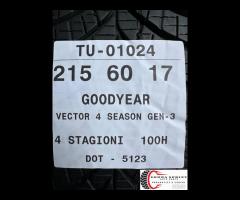 TU-01024
215 60 17
GOODYEAR
VECTOR 4 SEASON GEN-3
4 STAGIONI 100H
DOT - 5123